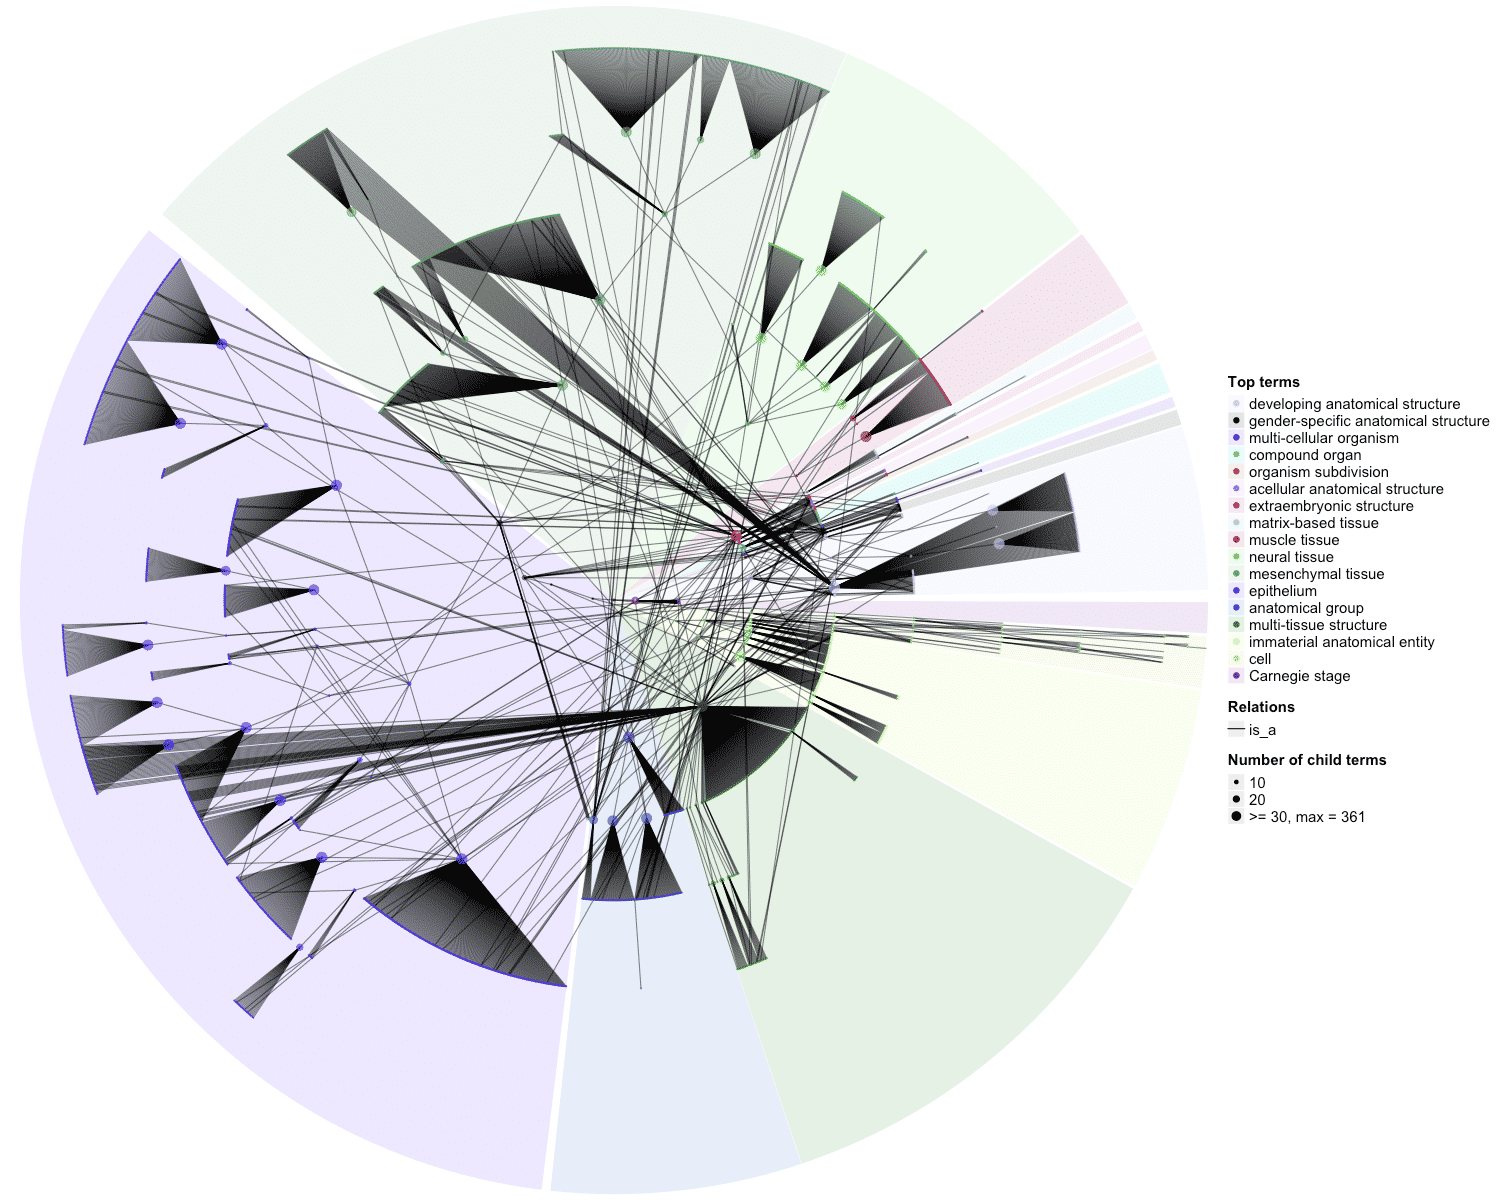 Top terms
developing anatomical structure
gender-specific anatomical structure
multi-cellular organism
compound organ
organism subdivision
acellular anatomical structure
extraembryonic structure
matrix-based tissue
muscle tissue
neural tissue
mesenchymal tissue
epithelium
anatomical group
multi-tissue structure
immaterial anatomical entity
cell
Carnegie stage
Relations
is_a
Number of child terms
10
20
>= 30, max = 361